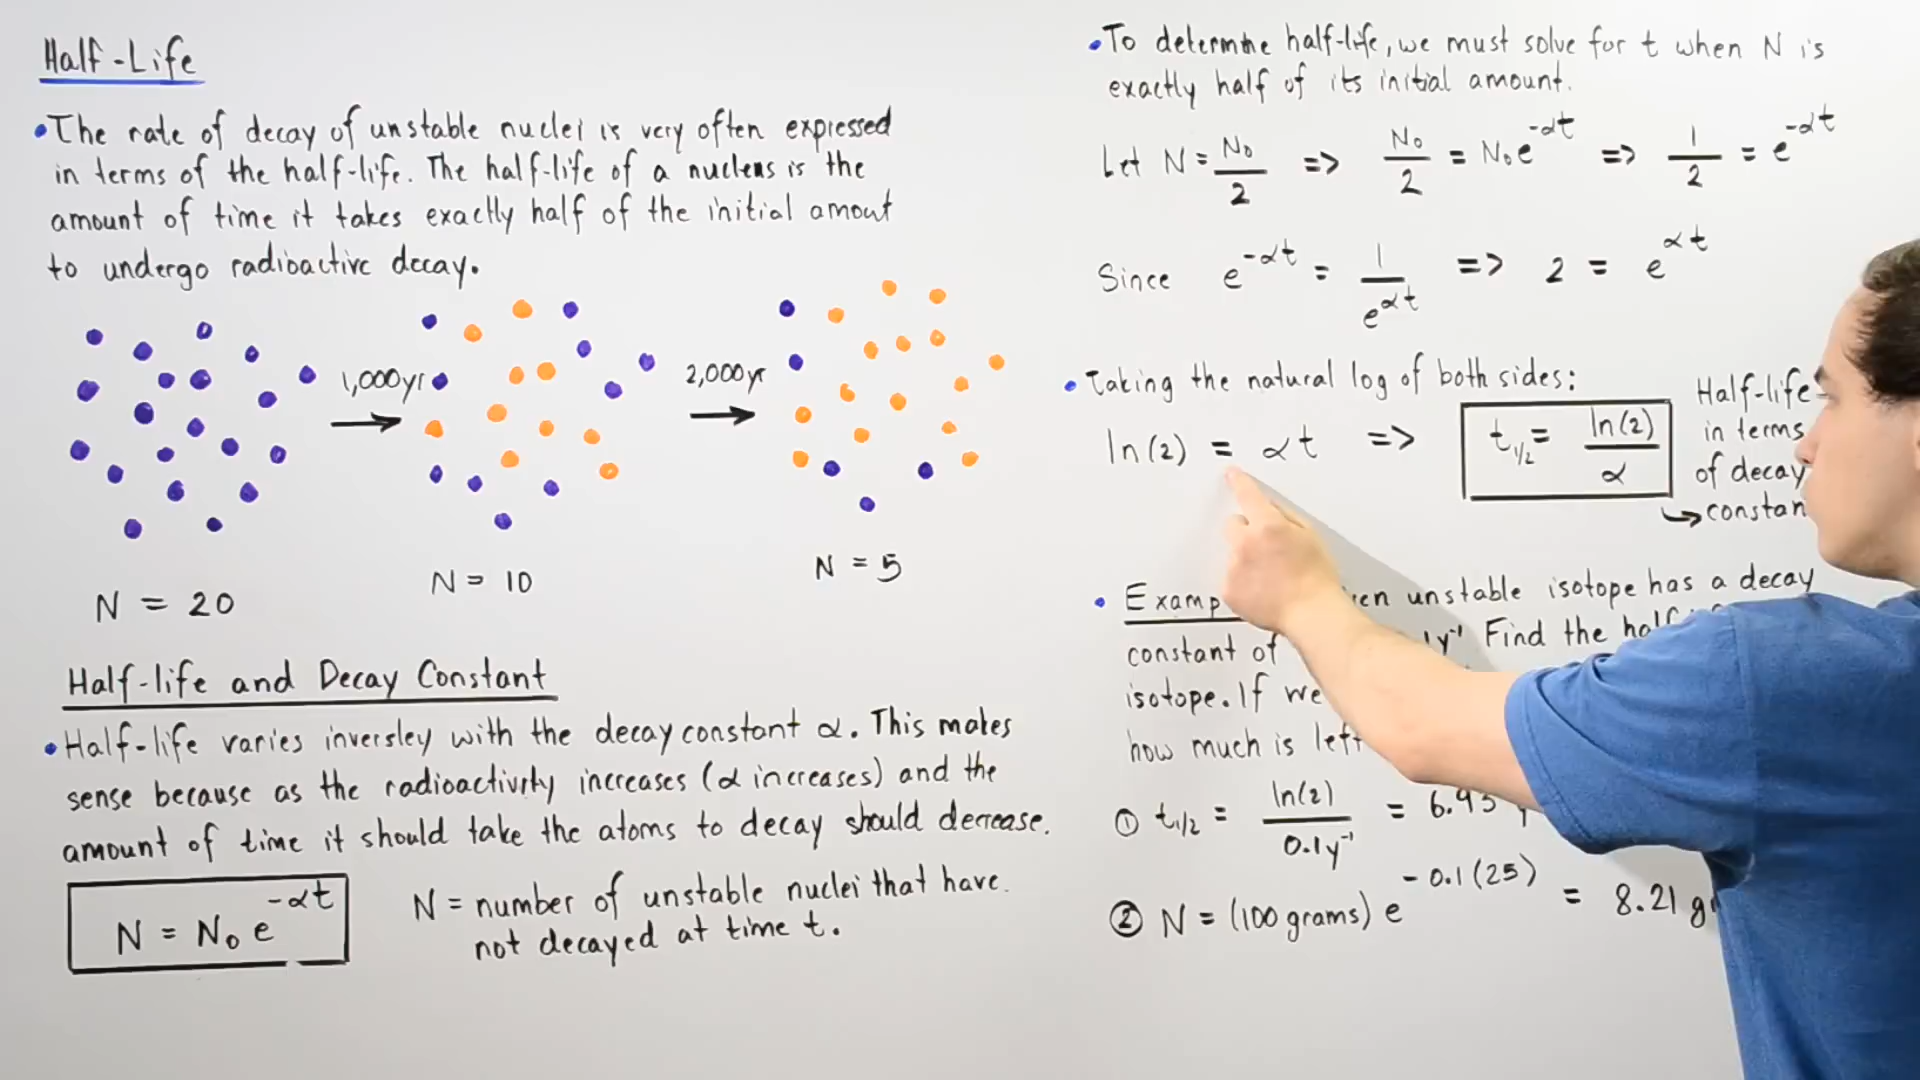 Half-Life
• The rate of decay of unstable nuclei is very often expressed
in terms of the half-life. The half-life of a nucleus is the
amount of time it takes exactly half of the initial amout
to undergo radioactive decay.
1,000yr
2,000yr
N = 20
N = 10
N = 5
Half-life and Decay Constant
• Half-life varies inversley with the decay constant α. This makes
sense because as the radioactivity increases (α increases) and the
amount of time it should take the atoms to decay should decrease.
N = N₀ e^-αt
N = number of unstable nuclei that have
not decayed at time t.
• To determine half-life, we must solve for t when N is
exactly half of its initial amount.
Let N = N₀/2 => N₀/2 = N₀e^-αt => 1/2 = e^-αt
Since e^-αt = 1/e^αt => 2 = e^αt
• Taking the natural log of both sides:
ln(2) = αt => t1/2 = ln(2)/α
Half-life
in terms
of decay
↳ constan
• Examp unstable isotope has a decay
constant of y⁻¹ Find the
isotope. If we
how much is left
① t1/2 = ln(2)/0.1y⁻¹ = 6.93
② N = (100 grams) e^-0.1(25) = 8.21 g